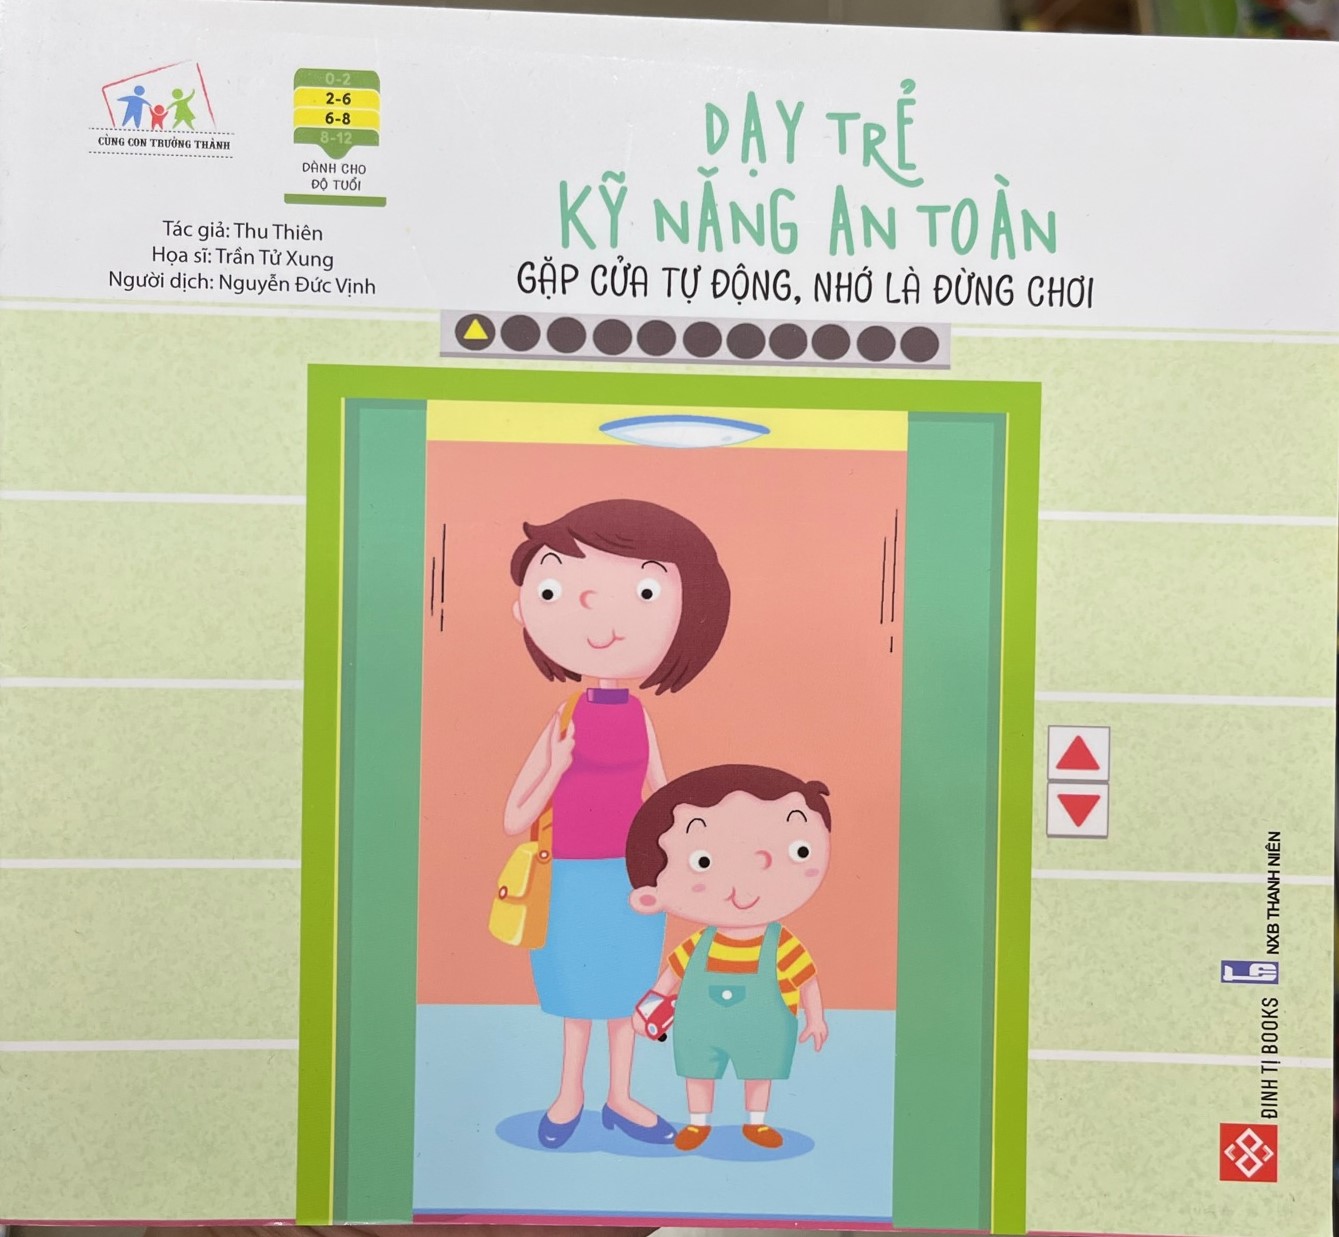 CÙNG CON TRƯỞNG THÀNH
0-2
2-6
6-8
8-12
DÀNH CHO
ĐỘ TUỔI
Tác giả: Thu Thiên
Họa sĩ: Trần Tử Xung
Người dịch: Nguyễn Đức Vịnh
DẠY TRẺ
KỸ NĂNG AN TOÀN
GẶP CỬA TỰ ĐỘNG, NHỚ LÀ ĐỪNG CHƠI
NXB THANH NIÊN
ĐINH TỊ BOOKS